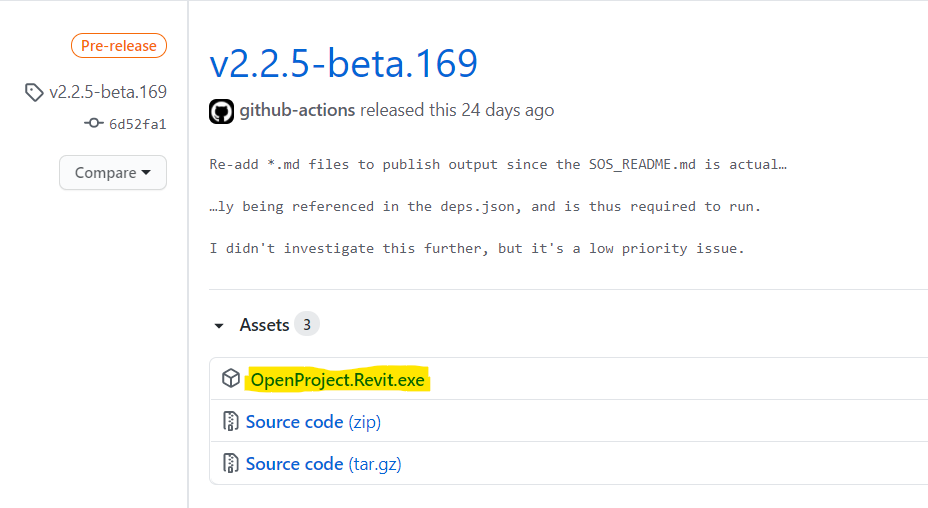 Pre-release
v2.2.5-beta.169
6d52fa1
Compare
v2.2.5-beta.169
github-actions released this 24 days ago
Re-add *.md files to publish output since the SOS_README.md is actual…
…ly being referenced in the deps.json, and is thus required to run.
I didn't investigate this further, but it's a low priority issue.
Assets 3
OpenProject.Revit.exe
Source code (zip)
Source code (tar.gz)